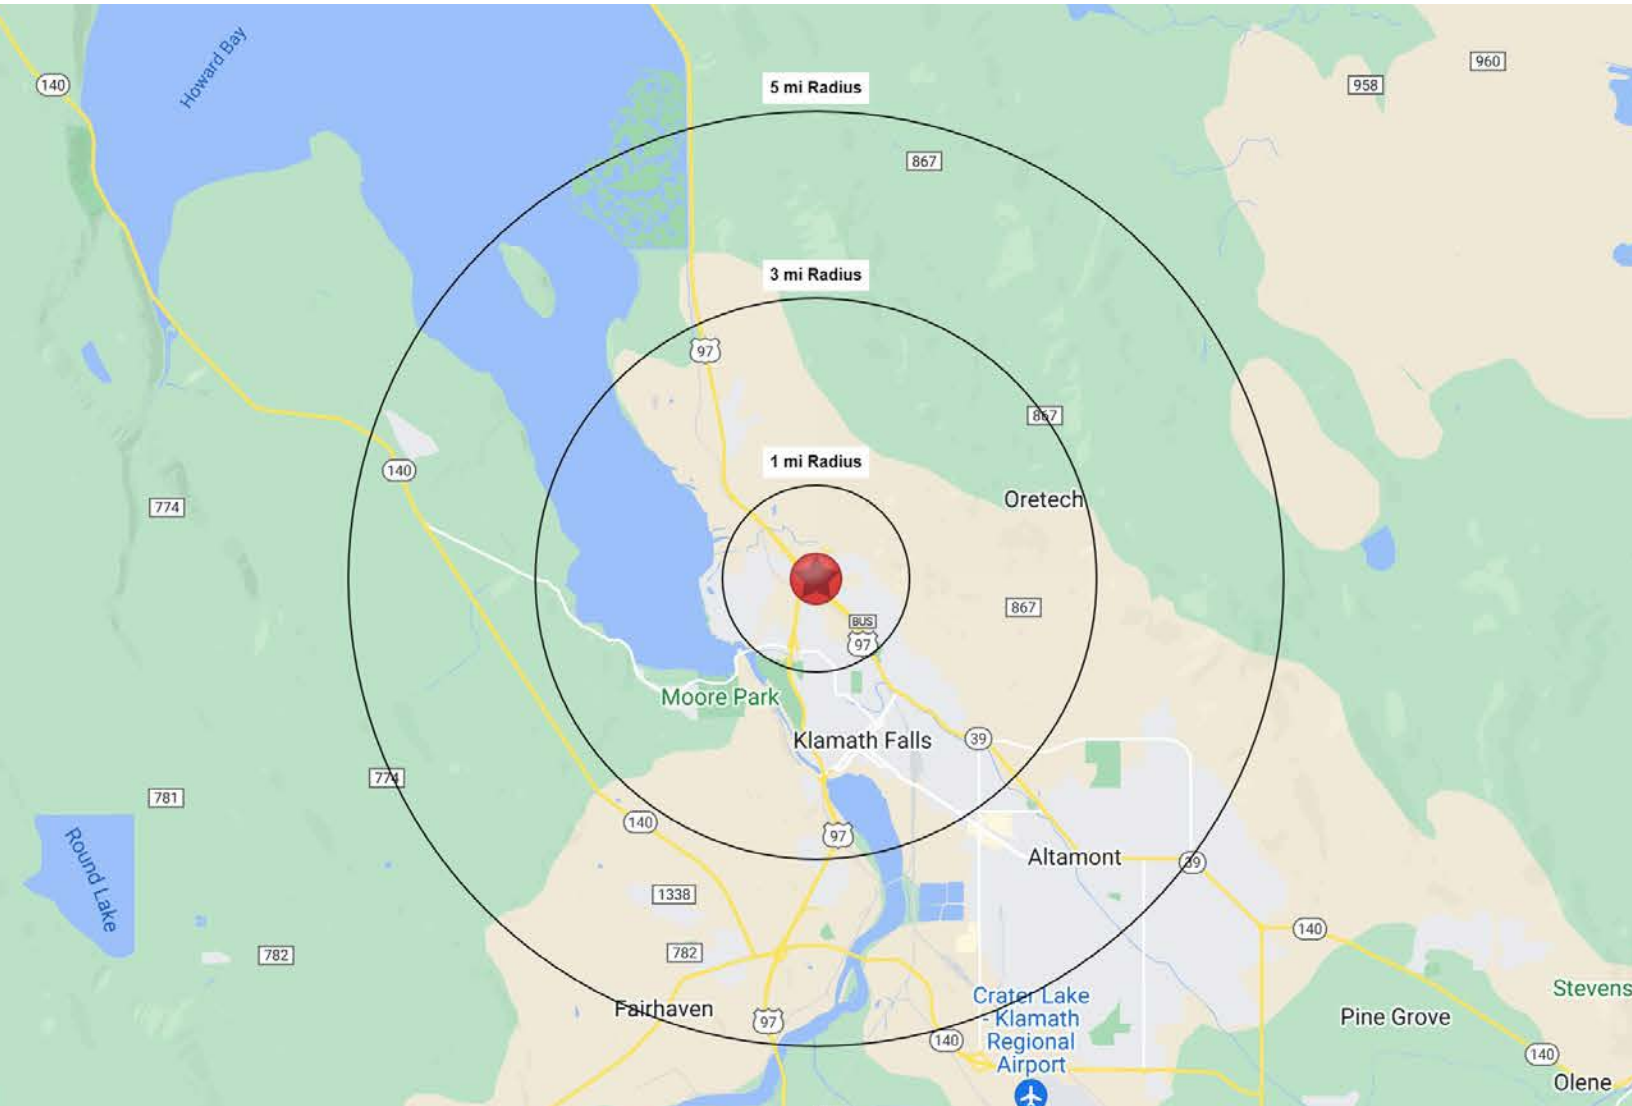 960
140
958
5 mi Radius
Howard Bay
867
3 mi Radius
97
867
1 mi Radius
140
Oretech
774
867
BUS
97
Moore Park
39
Klamath Falls
774
781
140
97
Altamont
39
Round Lake
1338
140
782
782
Stevens
Crater Lake
- Klamath
Regional
Airport
Fairhaven
97
Pine Grove
140
140
Olene